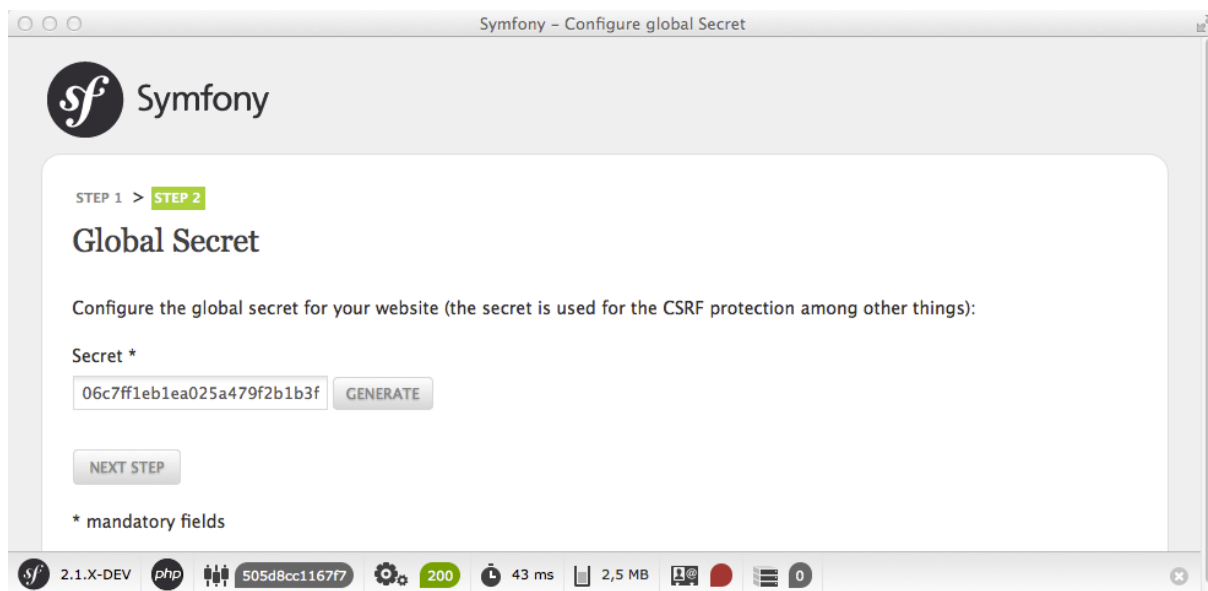 Symfony – Configure global Secret
sf Symfony
STEP 1 > STEP 2
Global Secret
Configure the global secret for your website (the secret is used for the CSRF protection among other things):
Secret *
06c7ff1eb1ea025a479f2b1b3f GENERATE
NEXT STEP
* mandatory fields
sf 2.1.X-DEV php 505d8cc1167f7 200 43 ms 2,5 MB 0